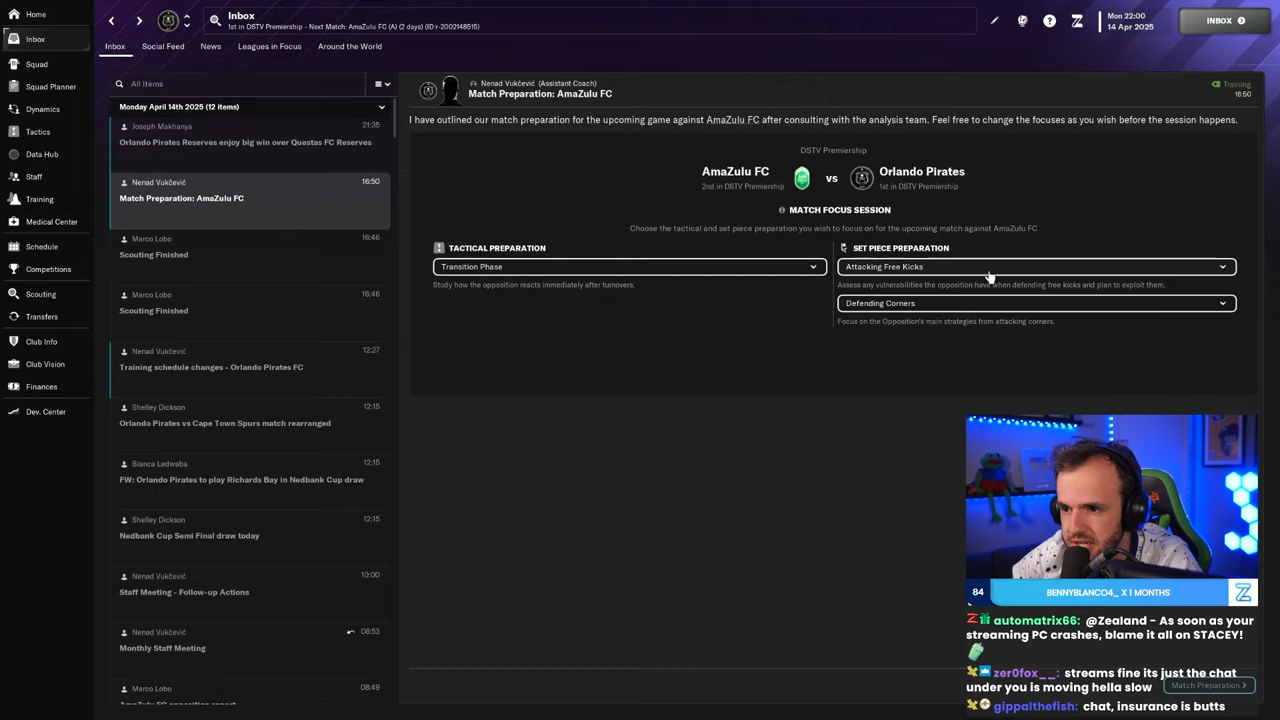 Home
Inbox
Squad
Squad Planner
Dynamics
Tactics
Data Hub
Staff
Training
Medical Center
Schedule
Competitions
Scouting
Transfers
Club Info
Club Vision
Finances
Dev. Center
Inbox
1st in DSTV Premiership - Next Match: AmaZulu FC (A) (2 days) (ID:r-2002148515)
Mon 22:00
14 Apr 2025
INBOX
Inbox Social Feed News Leagues in Focus Around the World
All Items
Monday April 14th 2025 (12 items)
Joseph Makhanya 21:35
Orlando Pirates Reserves enjoy big win over Questas FC Reserves
Nenad Vukčević 16:50
Match Preparation: AmaZulu FC
Marco Lobo 16:46
Scouting Finished
Marco Lobo 16:46
Scouting Finished
Nenad Vukčević 12:27
Training schedule changes - Orlando Pirates FC
Shelley Dickson 12:15
Orlando Pirates vs Cape Town Spurs match rearranged
Bianca Ledwaba 12:15
FW: Orlando Pirates to play Richards Bay in Nedbank Cup draw
Shelley Dickson 12:15
Nedbank Cup Semi Final draw today
Nenad Vukčević 10:00
Staff Meeting - Follow-up Actions
Nenad Vukčević 08:53
Monthly Staff Meeting
Marco Lobo 08:49
AmaZulu FC opposition report
Nenad Vukčević (Assistant Coach)
Match Preparation: AmaZulu FC
Training
16:50
I have outlined our match preparation for the upcoming game against AmaZulu FC after consulting with the analysis team. Feel free to change the focuses as you wish before the session happens.
DSTV Premiership
AmaZulu FC vs Orlando Pirates
2nd in DSTV Premiership 1st in DSTV Premiership
MATCH FOCUS SESSION
Choose the tactical and set piece preparation you wish to focus on for the upcoming match against AmaZulu FC
TACTICAL PREPARATION
Transition Phase
Study how the opposition reacts immediately after turnovers.
SET PIECE PREPARATION
Attacking Free Kicks
Assess any vulnerabilities the opposition have when defending free kicks and plan to exploit them.
Defending Corners
Focus on the Opposition's main strategies from attacking corners.
84 BENNYBLANCO4_ X 1 MONTHS
automatrix66: @Zealand - As soon as your
streaming PC crashes, blame it all on STACEY!
zer0fox__: streams fine its just the chat
under you is moving hella slow
Match Preparation >
gippalthefish: chat, insurance is butts